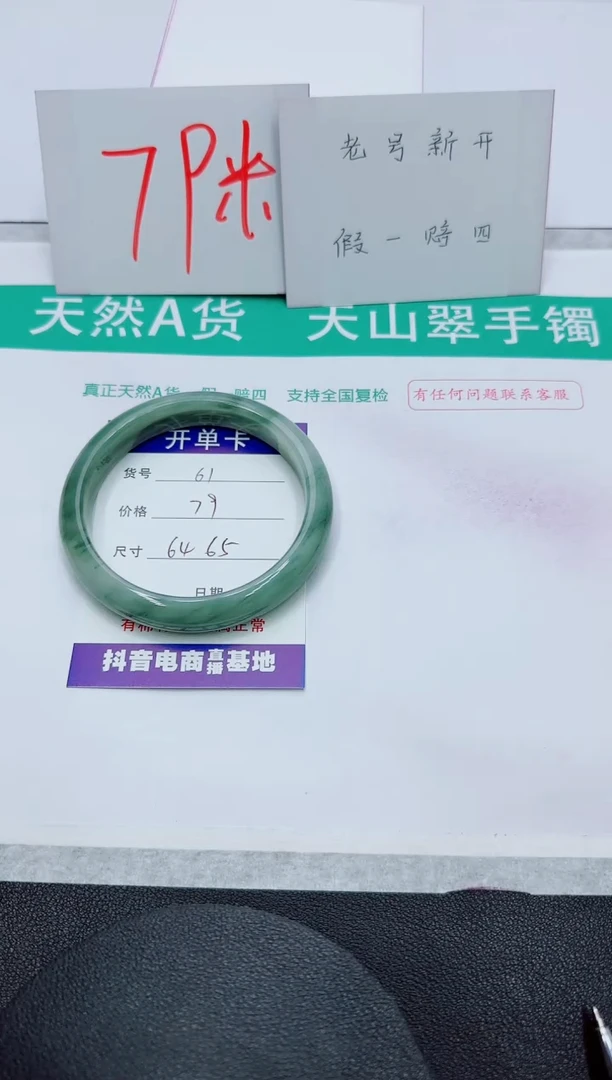 7P米
老号新开
假一赔四
天然A货 天山翠手镯
真正天然A货 假一赔四 支持全国复检 有任何问题联系客服
开单卡
货号 61
价格 79
尺寸 64 65
日期
正常
抖音电商直播基地